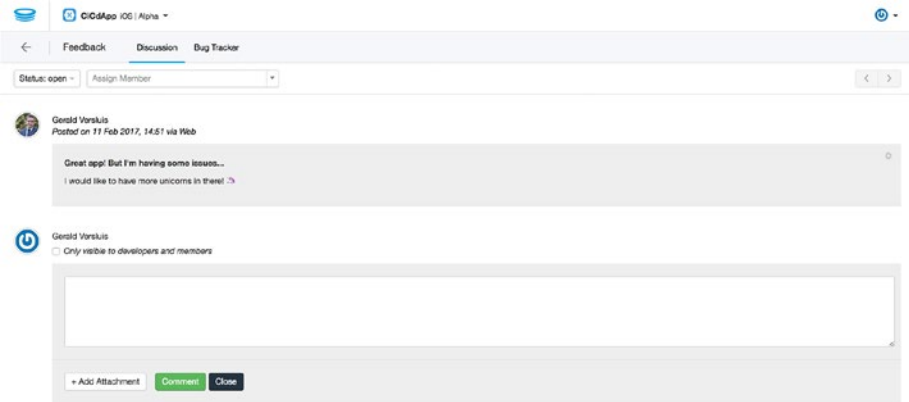 CiCdApp iOS | Alpha
Feedback Discussion Bug Tracker
Status: open Assign Member
Gerald Versluis
Posted on 11 Feb 2017, 14:51 via Web
Great app! But I'm having some issues...
I would like to have more unicorns in there!
Gerald Versluis
Only visible to developers and members
+ Add Attachment Comment Close